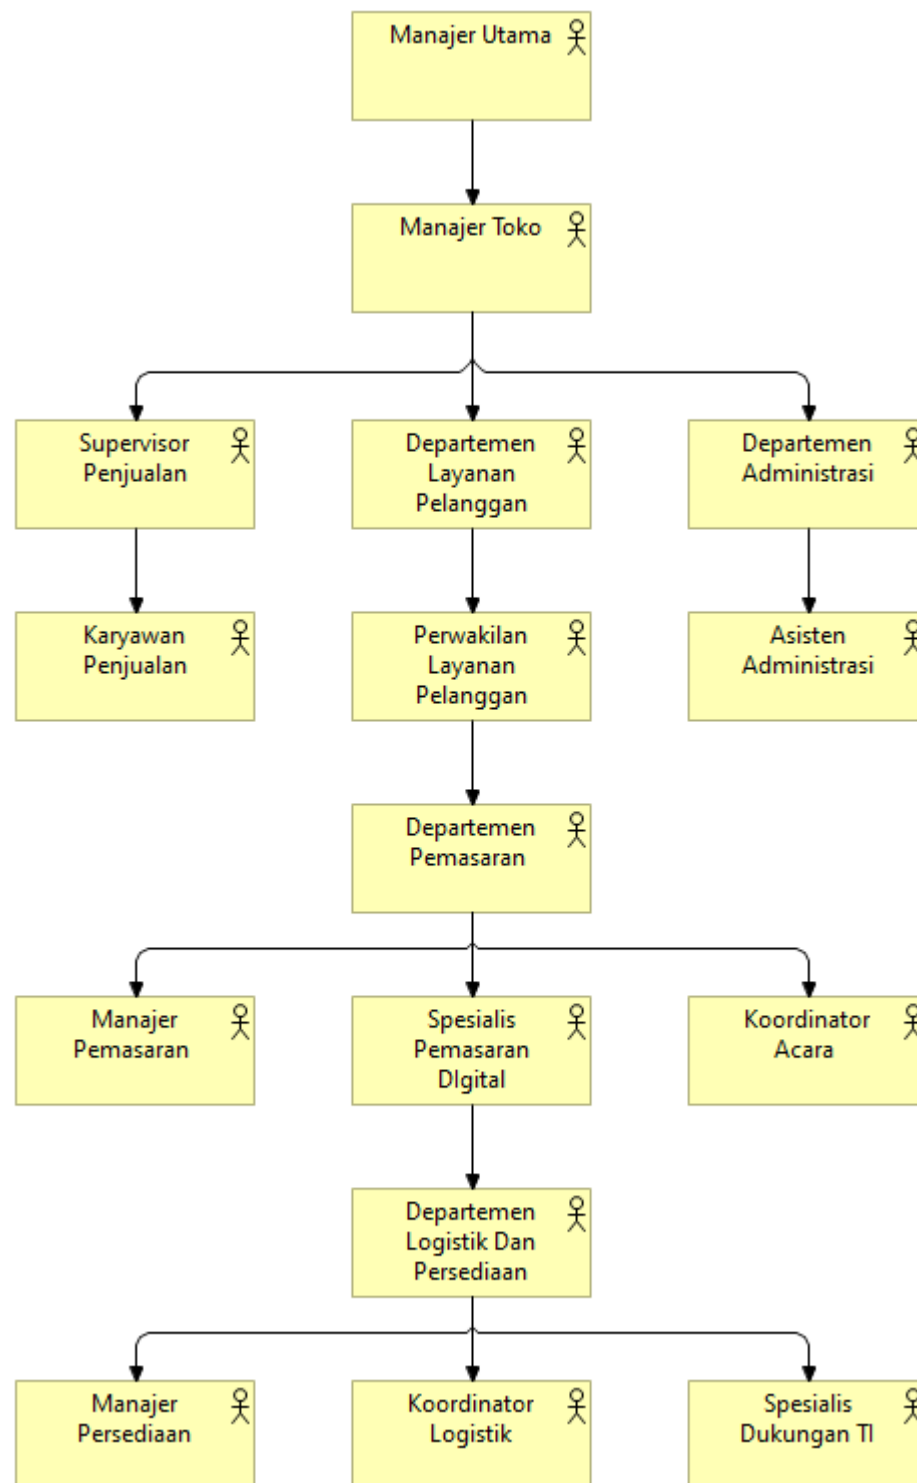 Manajer Utama
Manajer Toko
Supervisor
Penjualan
Departemen
Layanan
Pelanggan
Departemen
Administrasi
Karyawan
Penjualan
Perwakilan
Layanan
Pelanggan
Asisten
Administrasi
Departemen
Pemasaran
Manajer
Pemasaran
Spesialis
Pemasaran
DIgital
Koordinator
Acara
Departemen
Logistik Dan
Persediaan
Manajer
Persediaan
Koordinator
Logistik
Spesialis
Dukungan TI